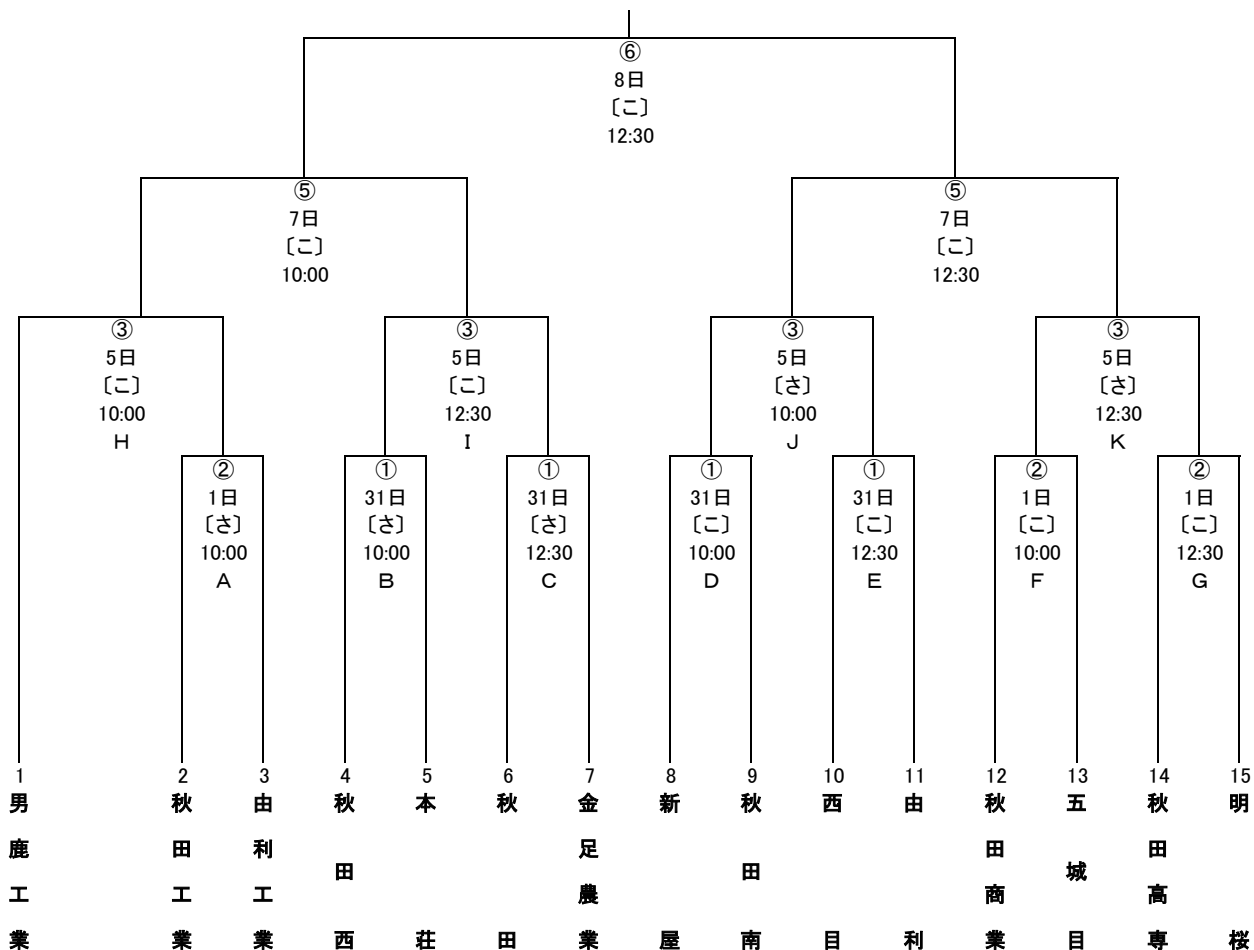 ⑥
8日
〔こ〕
12:30
⑤ ⑤
7日 7日
〔こ〕 〔こ〕
10:00 12:30
③ ③ ③ ③
5日 5日 5日 5日
〔こ〕 〔こ〕 〔さ〕 〔さ〕
10:00 12:30 10:00 12:30
H I J K
② ① ① ① ① ② ②
1日 31日 31日 31日 31日 1日 1日
〔さ〕 〔さ〕 〔さ〕 〔こ〕 〔こ〕 〔こ〕 〔こ〕
10:00 10:00 12:30 10:00 12:30 10:00 12:30
A B C D E F G
1 2 3 4 5 6 7 8 9 10 11 12 13 14 15
男鹿工業
秋田工業
由利工業
秋田西
本荘
秋田
金足農業
新屋
秋田南
西目
由利
秋田商業
五城目
秋田高専
明桜